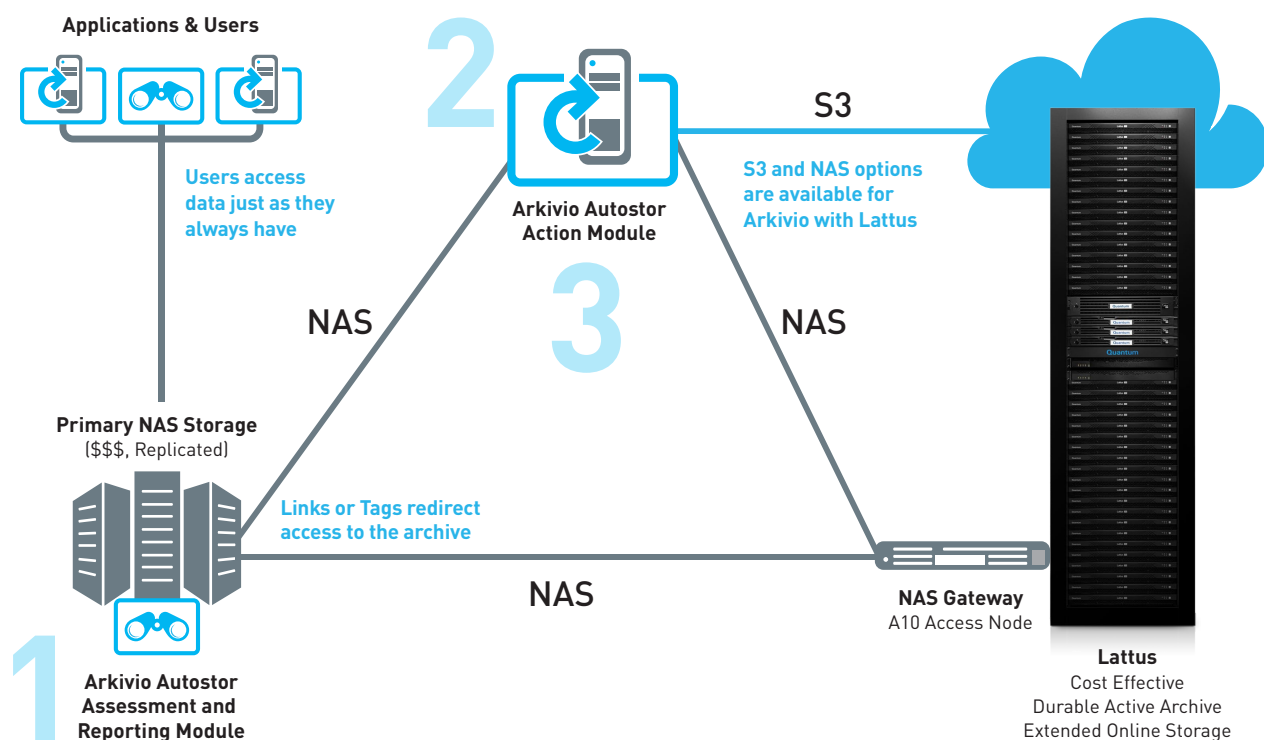 Applications & Users
2
S3
Users access
data just as they
always have
S3 and NAS options
are available for
Arkivio with Lattus
Arkivio Autostor
Action Module
3
NAS
NAS
Quantum
Primary NAS Storage
($$$, Replicated)
Links or Tags redirect
access to the archive
NAS
NAS Gateway
A10 Access Node
1
Arkivio Autostor
Assessment and
Reporting Module
Lattus
Cost Effective
Durable Active Archive
Extended Online Storage